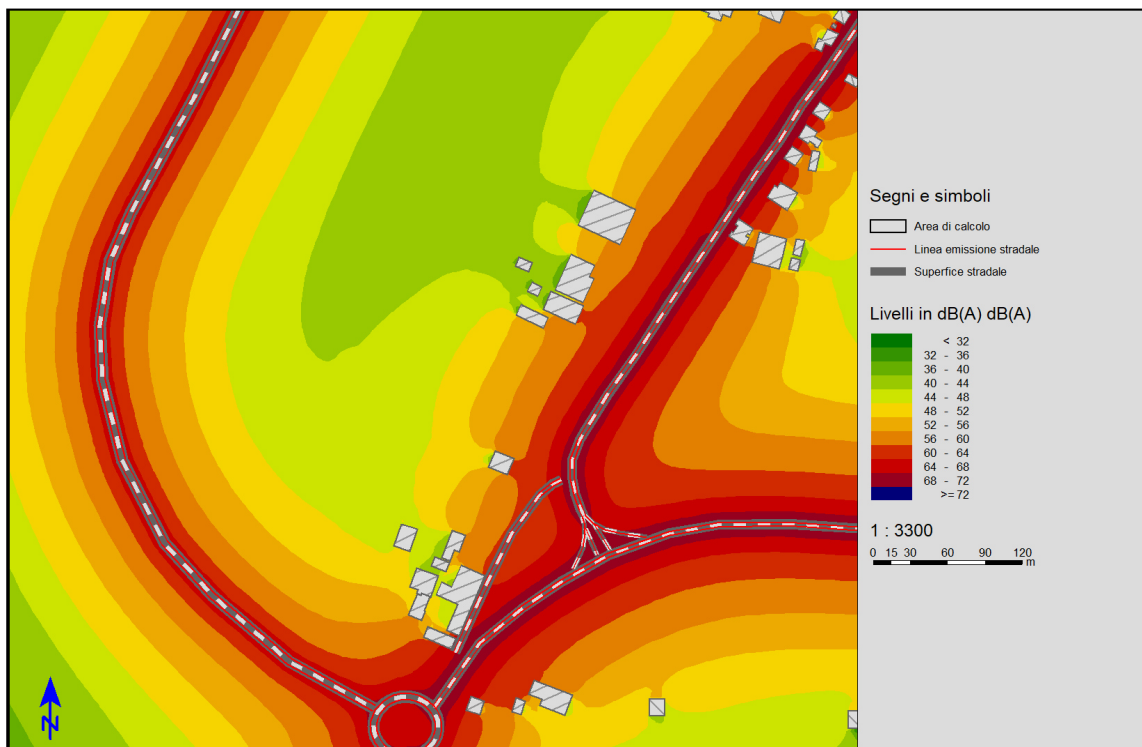 Segni e simboli
Area di calcolo
Linea emissione stradale
Superfice stradale
Livelli in dB(A) dB(A)
< 32
32 - 36
36 - 40
40 - 44
44 - 48
48 - 52
52 - 56
56 - 60
60 - 64
64 - 68
68 - 72
>= 72
1 : 3300
0 15 30 60 90 120
m
N